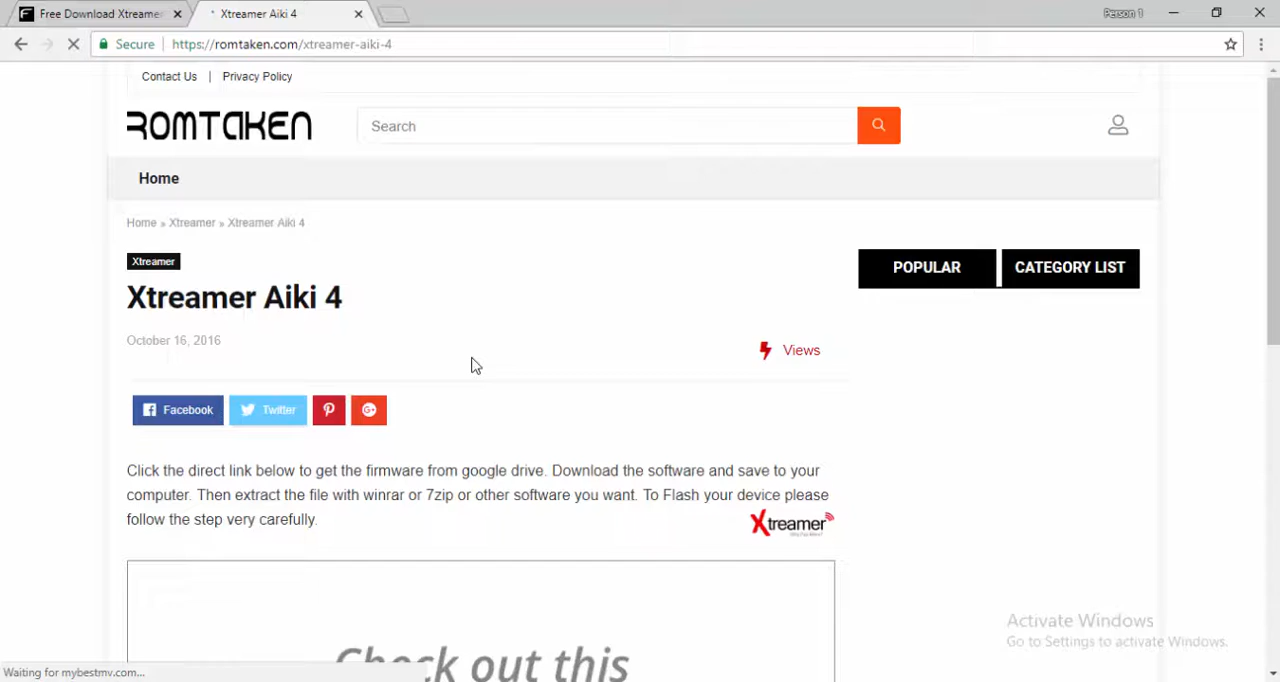 Free Download Xtreamer
Xtreamer Aiki 4
Person 1
Secure
https://romtaken.com/xtreamer-aiki-4
Contact Us | Privacy Policy
ROMTAKEN
Search
Home
Home » Xtreamer » Xtreamer Aiki 4
Xtreamer
POPULAR
CATEGORY LIST
Xtreamer Aiki 4
October 16, 2016
Views
Facebook
Twitter
Click the direct link below to get the firmware from google drive. Download the software and save to your
computer. Then extract the file with winrar or 7zip or other software you want. To Flash your device please
follow the step very carefully.
Xtreamer
Check out this
Activate Windows
Go to Settings to activate Windows.
Waiting for mybestmv.com...